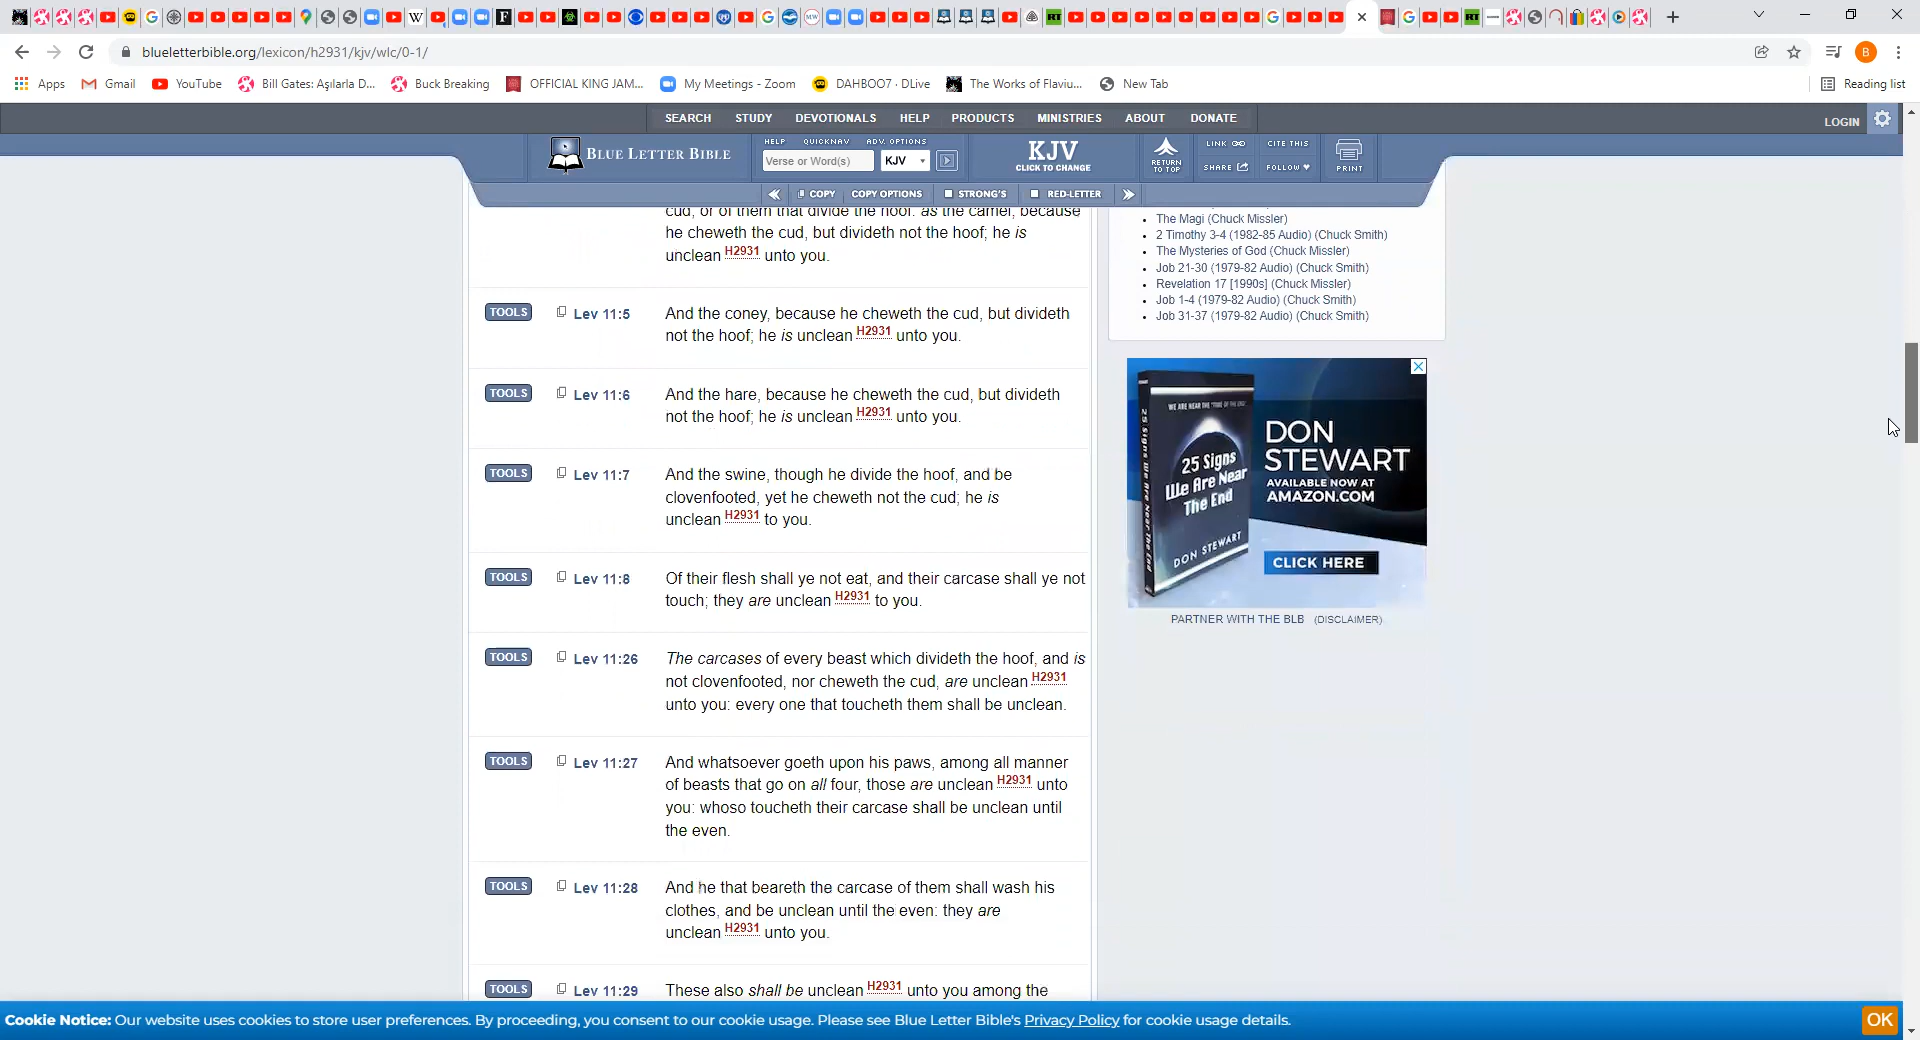 blueletterbible.org/lexicon/h2931/kjv/wlc/0-1/
B
Apps
Gmail
YouTube
Bill Gates: Aşılarla D...
Buck Breaking
OFFICIAL KING JAM...
My Meetings - Zoom
DAHBOO7 · DLive
The Works of Flaviu...
New Tab
Reading list
SEARCH STUDY DEVOTIONALS HELP PRODUCTS MINISTRIES ABOUT DONATE
LOGIN
BLUE LETTER BIBLE
HELP QUICKNAV ADV. OPTIONS
Verse or Word(s)
KJV
KJV
CLICK TO CHANGE
RETURN TO TOP
LINK
SHARE
CITE THIS
FOLLOW
PRINT
COPY COPY OPTIONS STRONG'S RED-LETTER
cud, or of them that divide the hoof: as the camel, because
he cheweth the cud, but divideth not the hoof; he is
unclean H2931 unto you.
TOOLS Lev 11:5 And the coney, because he cheweth the cud, but divideth
not the hoof; he is unclean H2931 unto you.
TOOLS Lev 11:6 And the hare, because he cheweth the cud, but divideth
not the hoof; he is unclean H2931 unto you.
TOOLS Lev 11:7 And the swine, though he divide the hoof, and be
clovenfooted, yet he cheweth not the cud; he is
unclean H2931 to you.
TOOLS Lev 11:8 Of their flesh shall ye not eat, and their carcase shall ye not
touch; they are unclean H2931 to you.
TOOLS Lev 11:26 The carcases of every beast which divideth the hoof, and is
not clovenfooted, nor cheweth the cud, are unclean H2931
unto you: every one that toucheth them shall be unclean.
TOOLS Lev 11:27 And whatsoever goeth upon his paws, among all manner
of beasts that go on all four, those are unclean H2931 unto
you: whoso toucheth their carcase shall be unclean until
the even.
TOOLS Lev 11:28 And he that beareth the carcase of them shall wash his
clothes, and be unclean until the even: they are
unclean H2931 unto you.
TOOLS Lev 11:29 These also shall be unclean H2931 unto you among the
The Magi (Chuck Missler)
2 Timothy 3-4 (1982-85 Audio) (Chuck Smith)
The Mysteries of God (Chuck Missler)
Job 21-30 (1979-82 Audio) (Chuck Smith)
Revelation 17 [1990s] (Chuck Missler)
Job 1-4 (1979-82 Audio) (Chuck Smith)
Job 31-37 (1979-82 Audio) (Chuck Smith)
25 Signs
We Are Near
The End
DON STEWART
DON
STEWART
AVAILABLE NOW AT
AMAZON.COM
CLICK HERE
PARTNER WITH THE BLB (DISCLAIMER)
Cookie Notice: Our website uses cookies to store user preferences. By proceeding, you consent to our cookie usage. Please see Blue Letter Bible's Privacy Policy for cookie usage details.
OK